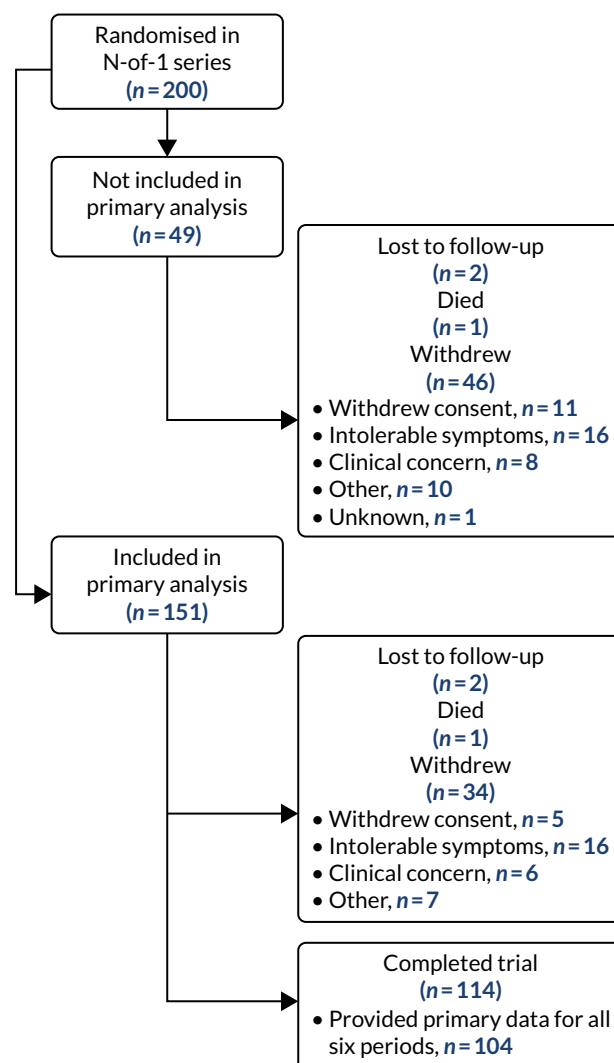 Randomised in
N-of-1 series
(n = 200)
Not included in
primary analysis
(n = 49)
Lost to follow-up
(n = 2)
Died
(n = 1)
Withdrew
(n = 46)
• Withdrew consent, n = 11
• Intolerable symptoms, n = 16
• Clinical concern, n = 8
• Other, n = 10
• Unknown, n = 1
Included in
primary analysis
(n = 151)
Lost to follow-up
(n = 2)
Died
(n = 1)
Withdrew
(n = 34)
• Withdrew consent, n = 5
• Intolerable symptoms, n = 16
• Clinical concern, n = 6
• Other, n = 7
Completed trial
(n = 114)
• Provided primary data for all
six periods, n = 104